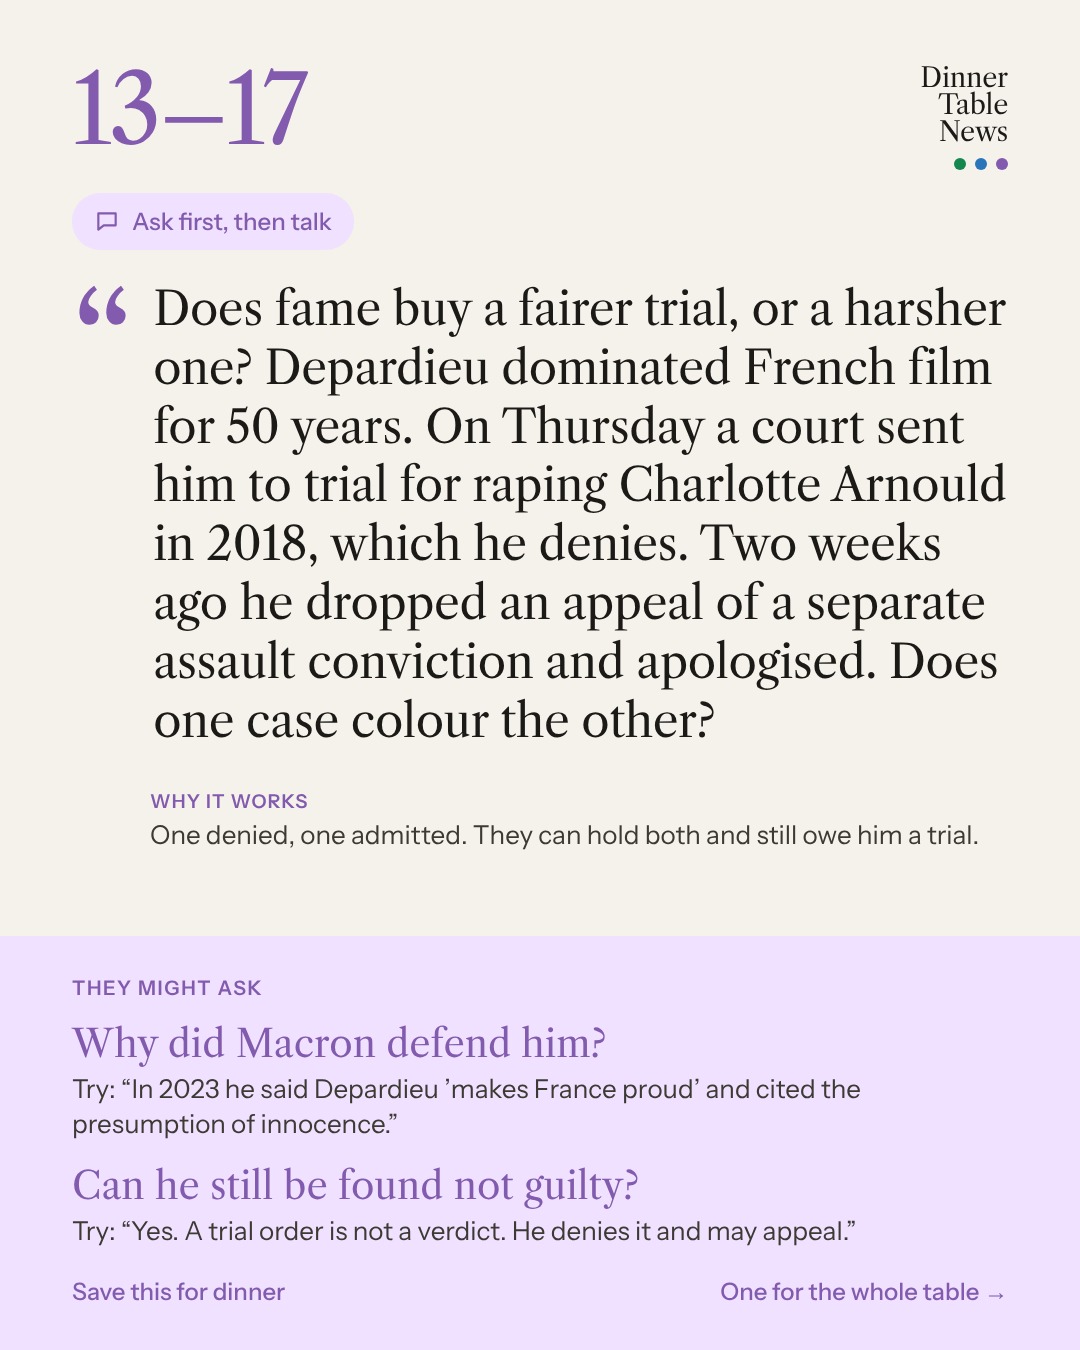 13–17
Dinner
Table
News
Ask first, then talk
“ Does fame buy a fairer trial, or a harsher
one? Depardieu dominated French film
for 50 years. On Thursday a court sent
him to trial for raping Charlotte Arnould
in 2018, which he denies. Two weeks
ago he dropped an appeal of a separate
assault conviction and apologised. Does
one case colour the other?
WHY IT WORKS
One denied, one admitted. They can hold both and still owe him a trial.
THEY MIGHT ASK
Why did Macron defend him?
Try: “In 2023 he said Depardieu ’makes France proud’ and cited the
presumption of innocence.”
Can he still be found not guilty?
Try: “Yes. A trial order is not a verdict. He denies it and may appeal.”
Save this for dinner
One for the whole table →